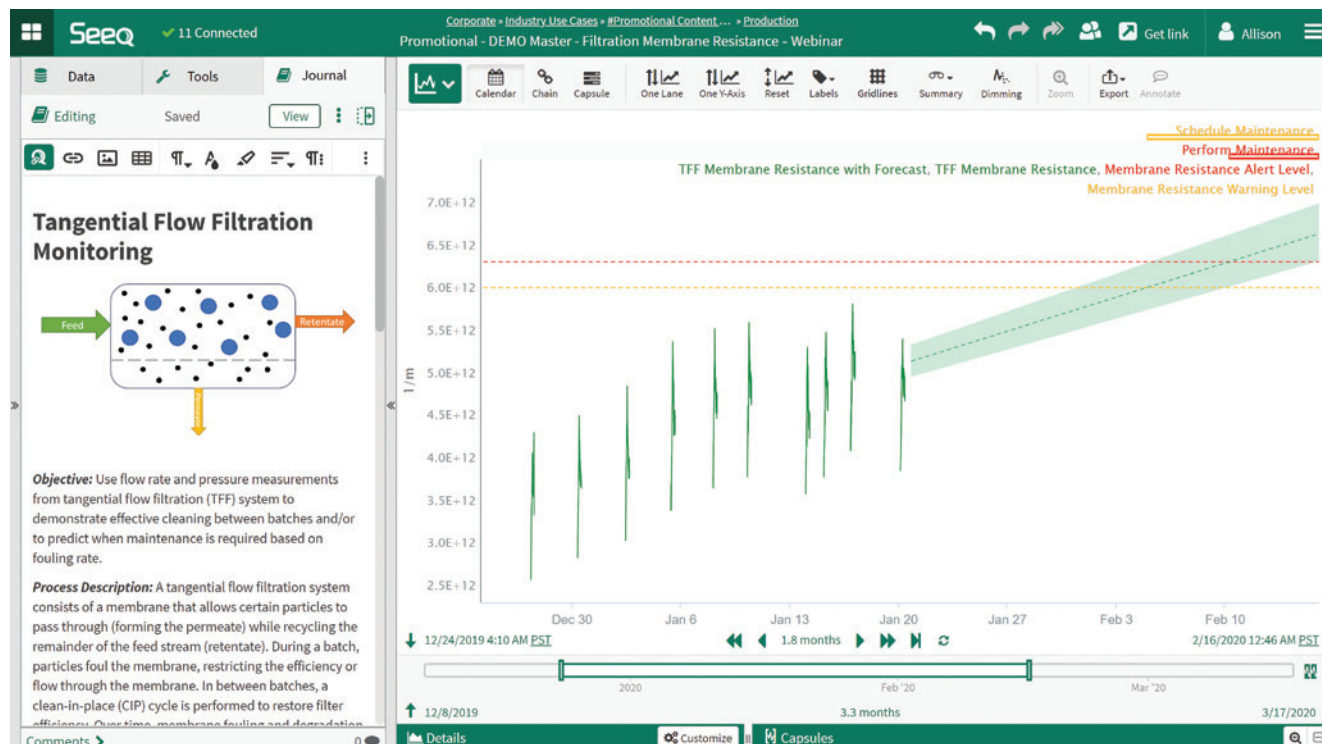 Seeq
11 Connected
Corporate » Industry Use Cases » #Promotional Content ... » Production
Promotional - DEMO Master - Filtration Membrane Resistance - Webinar
Get link
Allison
Data
Tools
Journal
Editing
Saved
View
Tangential Flow Filtration
Monitoring
Feed
Retentate
Permeate
Objective: Use flow rate and pressure measurements
from tangential flow filtration (TFF) system to
demonstrate effective cleaning between batches and/or
to predict when maintenance is required based on
fouling rate.
Process Description: A tangential flow filtration system
consists of a membrane that allows certain particles to
pass through (forming the permeate) while recycling the
remainder of the feed stream (retentate). During a batch,
particles foul the membrane, restricting the efficiency or
flow through the membrane. In between batches, a
clean-in-place (CIP) cycle is performed to restore filter
efficiency. Over time, membrane fouling and degradation
Comments
0
Calendar
Chain
Capsule
One Lane
One Y-Axis
Reset
Labels
Gridlines
Summary
Dimming
Zoom
Export
Annotate
Schedule Maintenance,
Perform Maintenance,
TFF Membrane Resistance with Forecast, TFF Membrane Resistance, Membrane Resistance Alert Level,
Membrane Resistance Warning Level
7.0E+12
6.5E+12
6.0E+12
5.5E+12
5.0E+12
4.5E+12
4.0E+12
3.5E+12
3.0E+12
2.5E+12
1/m
Dec 30
Jan 6
Jan 13
Jan 20
Jan 27
Feb 3
Feb 10
12/24/2019 4:10 AM PST
1.8 months
2/16/2020 12:46 AM PST
2020
Feb '20
Mar '20
12/8/2019
3.3 months
3/17/2020
Details
Customize
Capsules